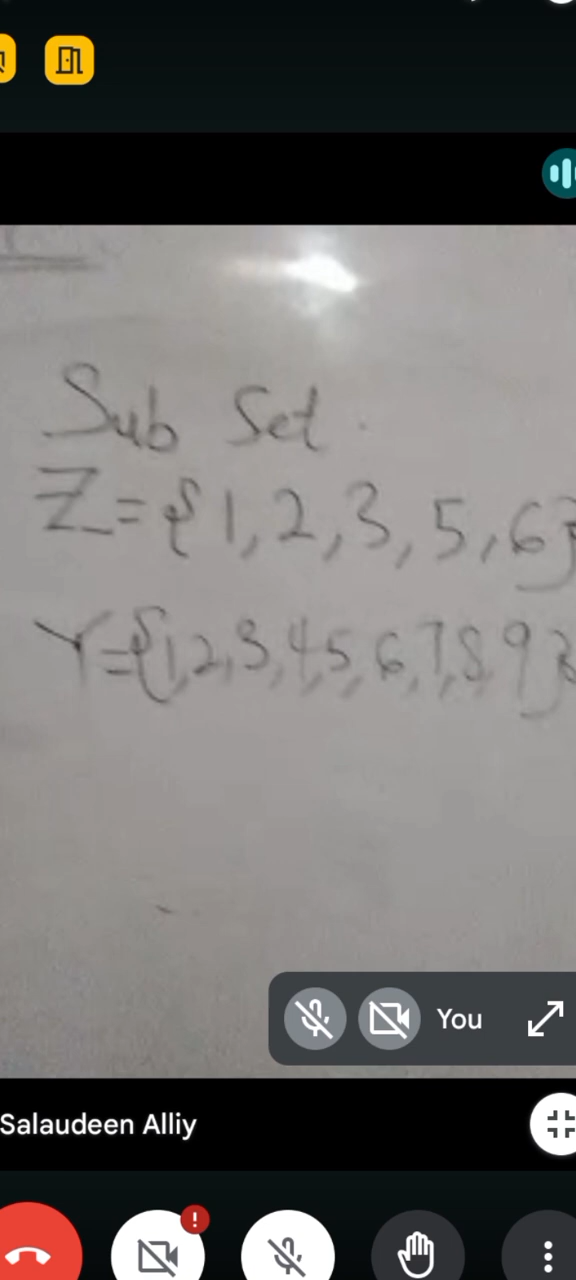 Sub Set.
Z={1,2,3,5,6}
Y={1,2,3,4,5,6,7,8,9}
You
Salaudeen Alliy
!